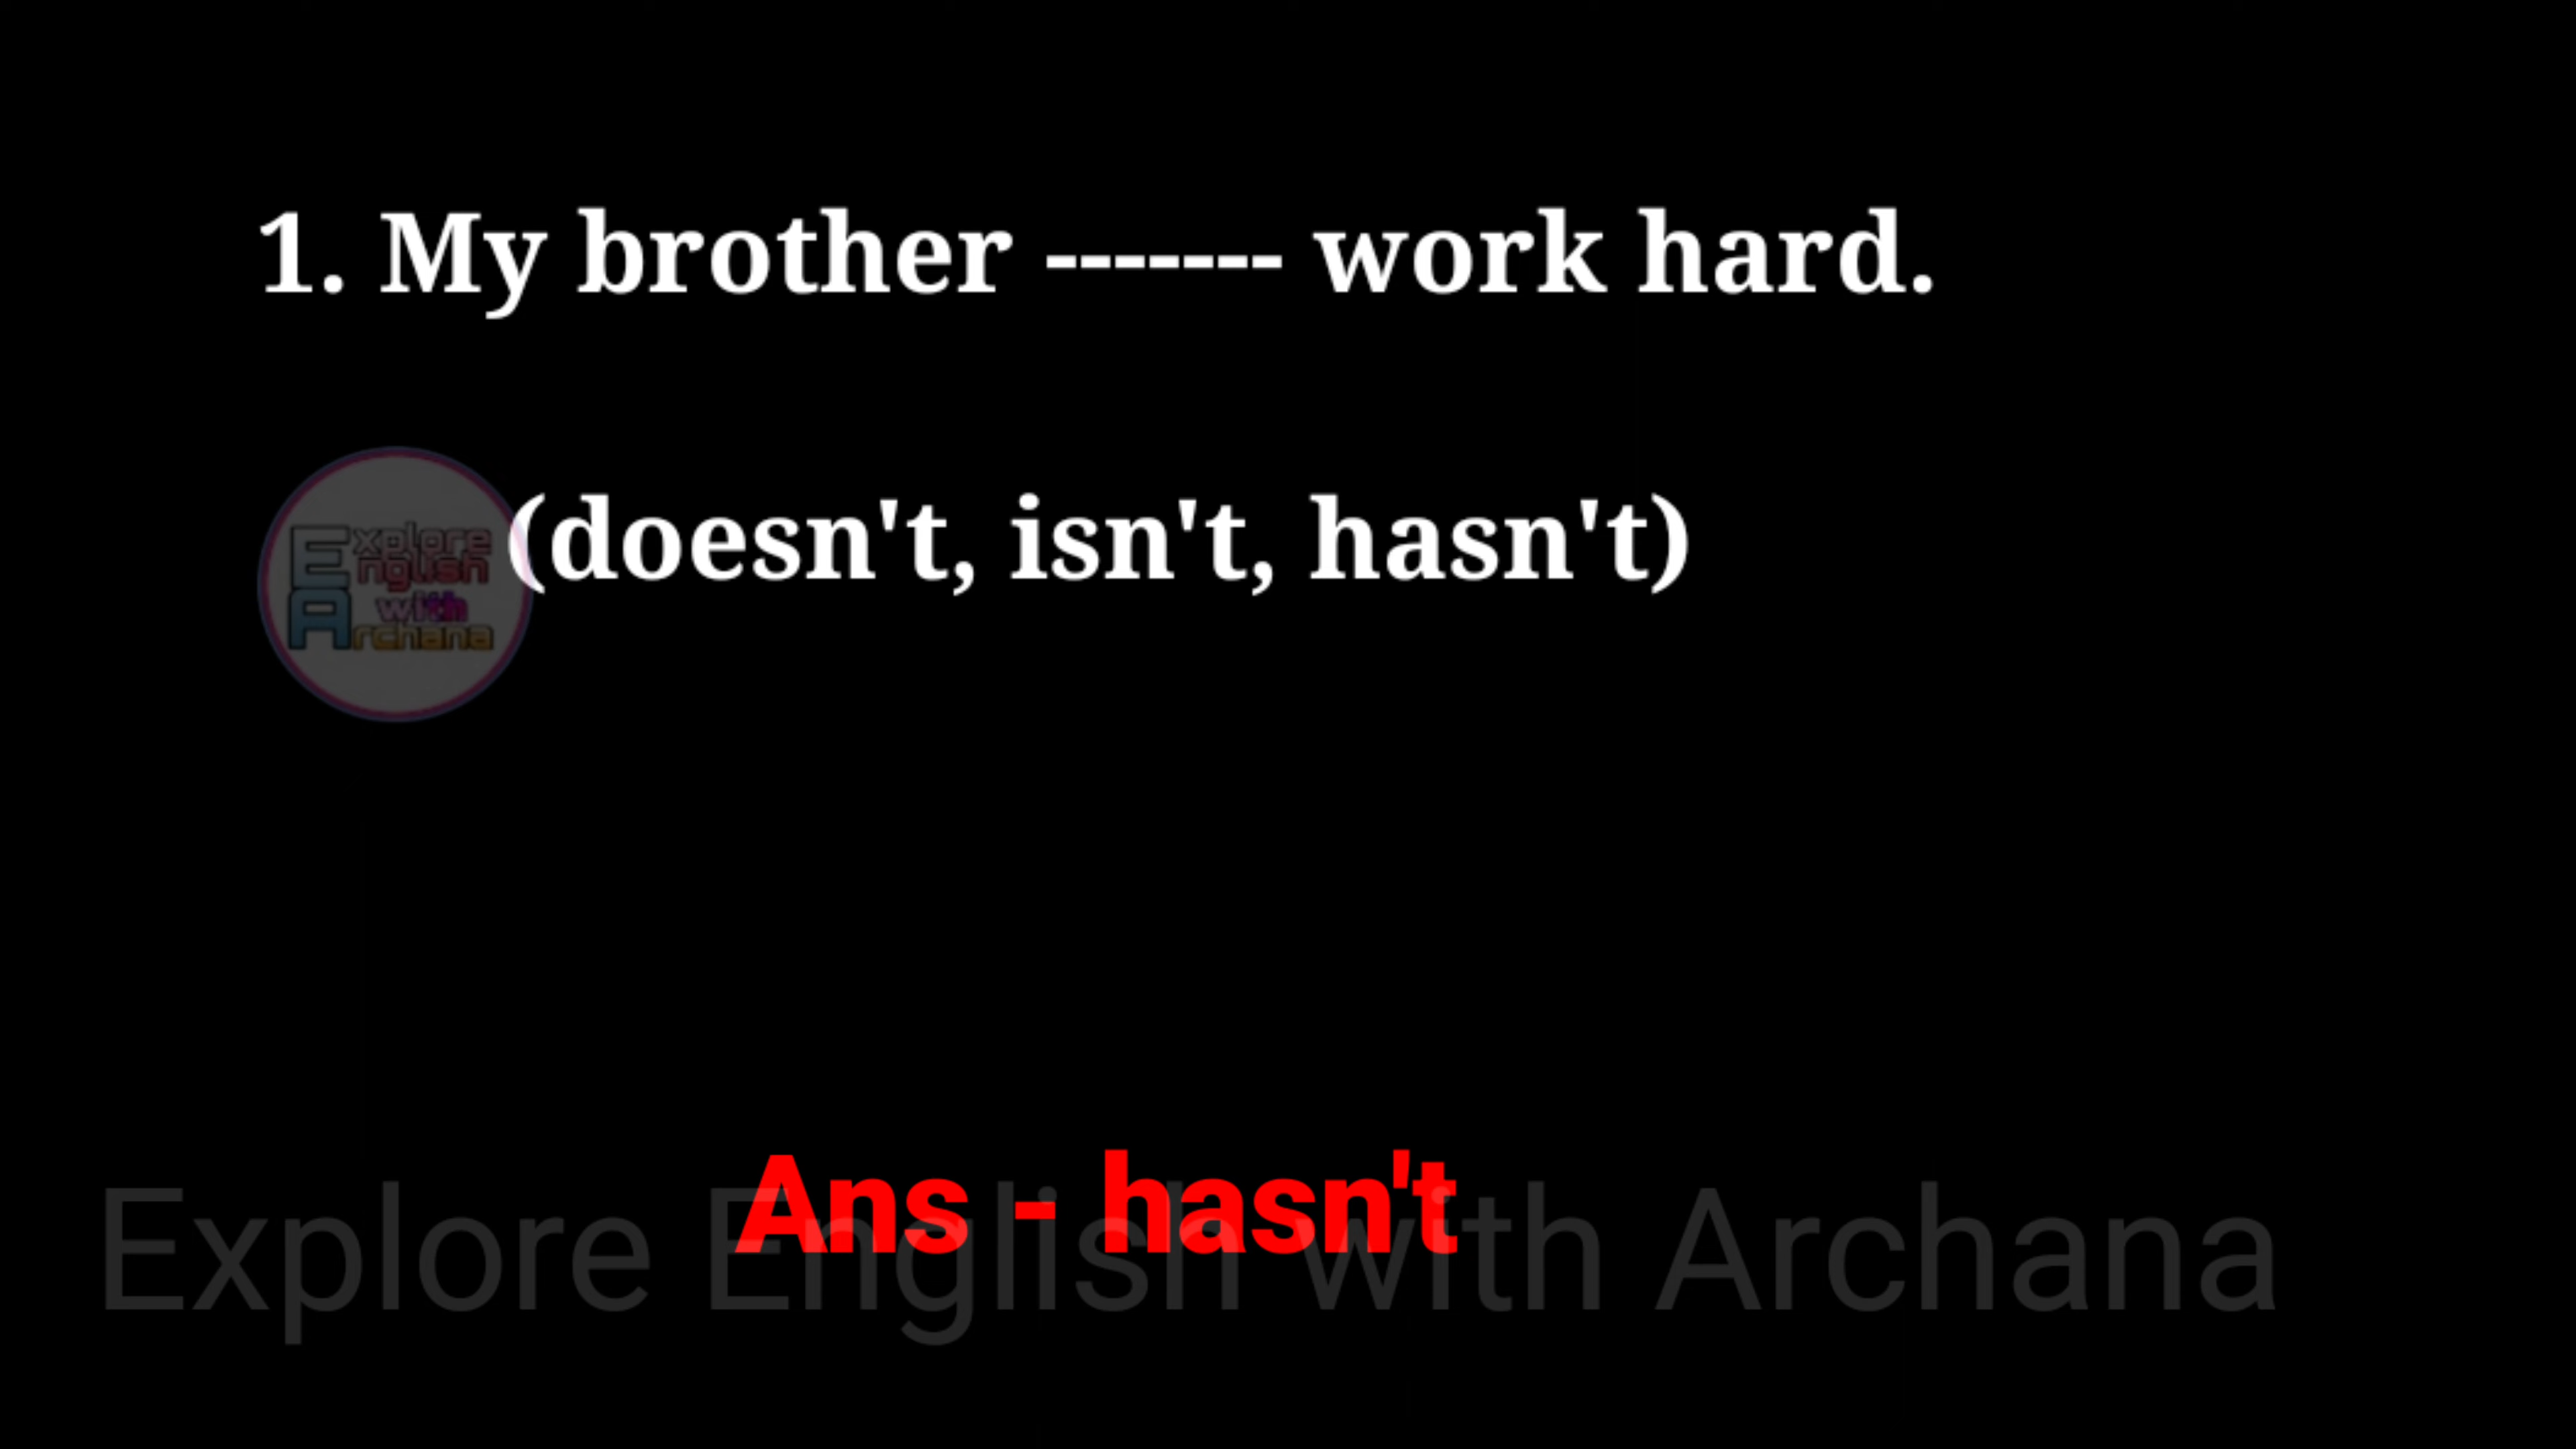 1. My brother ------- work hard.
(doesn't, isn't, hasn't)
Explore
English
with
Archana
Ans - hasn't
Explore English with Archana